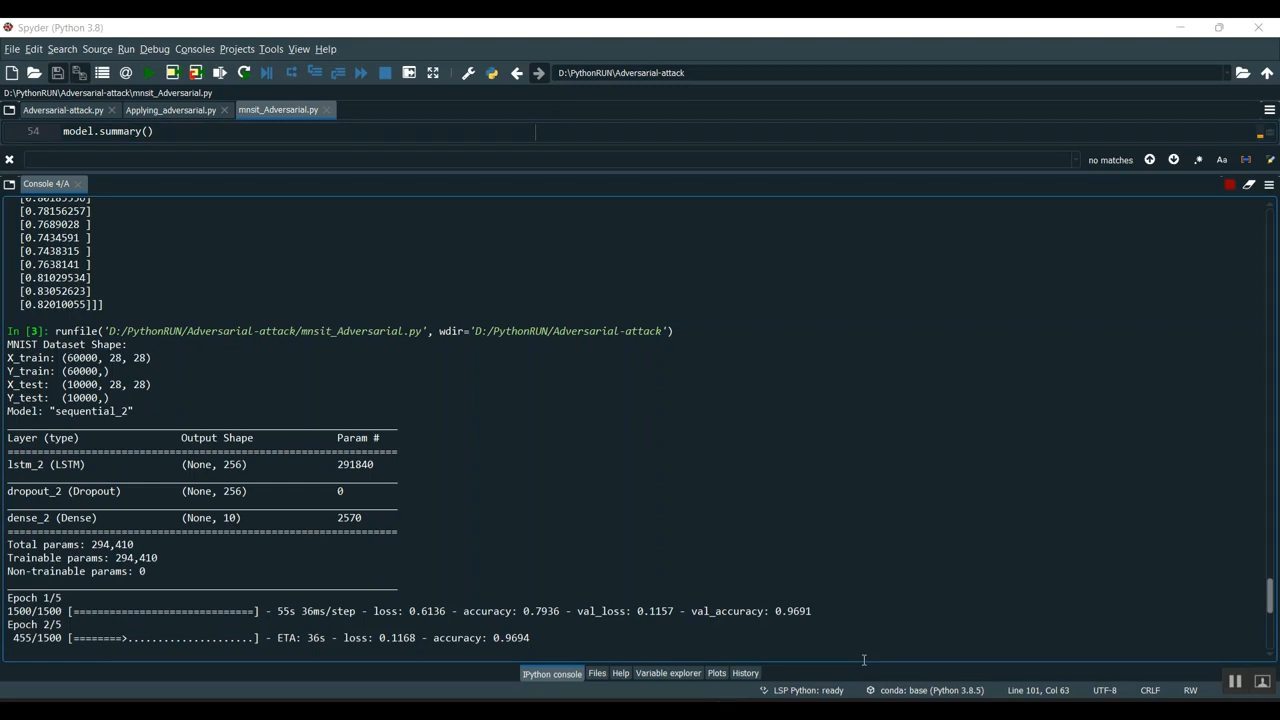 Spyder (Python 3.8)
File Edit Search Source Run Debug Consoles Projects Tools View Help
D:\PythonRUN\Adversarial-attack
D:\PythonRUN\Adversarial-attack\mnsit_Adversarial.py
Adversarial-attack.py Applying_adversarial.py mnsit_Adversarial.py
54 model.summary()
no matches .* Aa
Console 4/A
[0.78156257]
[0.7689028 ]
[0.7434591 ]
[0.7438315 ]
[0.7638141 ]
[0.81029534]
[0.83052623]
[0.82010055]]]
In [3]: runfile('D:/PythonRUN/Adversarial-attack/mnsit_Adversarial.py', wdir='D:/PythonRUN/Adversarial-attack')
MNIST Dataset Shape:
X_train: (60000, 28, 28)
Y_train: (60000,)
X_test:  (10000, 28, 28)
Y_test:  (10000,)
Model: "sequential_2"
Layer (type) Output Shape Param #
=================================================================
lstm_2 (LSTM) (None, 256) 291840
dropout_2 (Dropout) (None, 256) 0
dense_2 (Dense) (None, 10) 2570
=================================================================
Total params: 294,410
Trainable params: 294,410
Non-trainable params: 0
Epoch 1/5
1500/1500 [==============================] - 55s 36ms/step - loss: 0.6136 - accuracy: 0.7936 - val_loss: 0.1157 - val_accuracy: 0.9691
Epoch 2/5
455/1500 [========>.....................] - ETA: 36s - loss: 0.1168 - accuracy: 0.9694
IPython console Files Help Variable explorer Plots History
LSP Python: ready conda: base (Python 3.8.5) Line 101, Col 63 UTF-8 CRLF RW